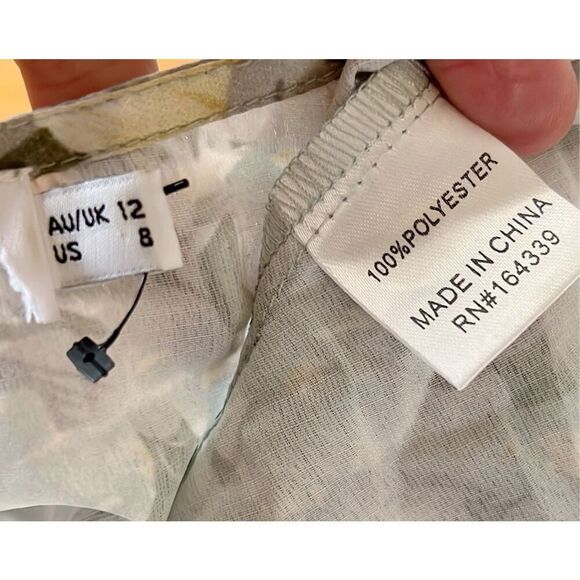 AU/UK 12
US 8
100%POLYESTER
MADE IN CHINA
RN#164339